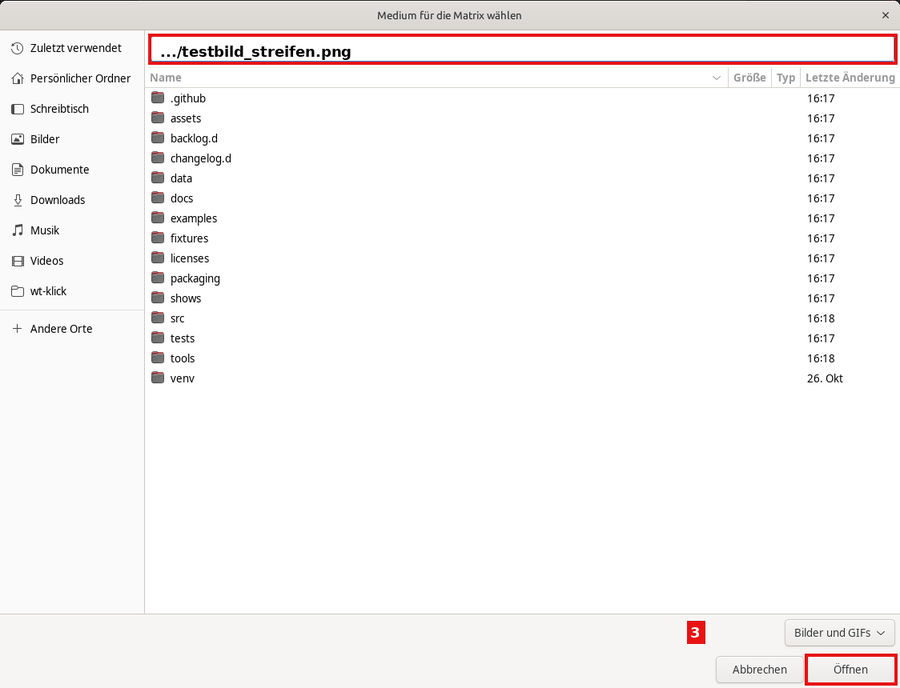 Medium für die Matrix wählen
Zuletzt verwendet
Persönlicher Ordner
Schreibtisch
Bilder
Dokumente
Downloads
Musik
Videos
wt-klick
Andere Orte
.../testbild_streifen.png
Name Größe Typ Letzte Änderung
.github 16:17
assets 16:17
backlog.d 16:17
changelog.d 16:17
data 16:17
docs 16:17
examples 16:17
fixtures 16:17
licenses 16:17
packaging 16:17
shows 16:17
src 16:18
tests 16:17
tools 16:18
venv 26. Okt
3 Bilder und GIFs
Abbrechen Öffnen